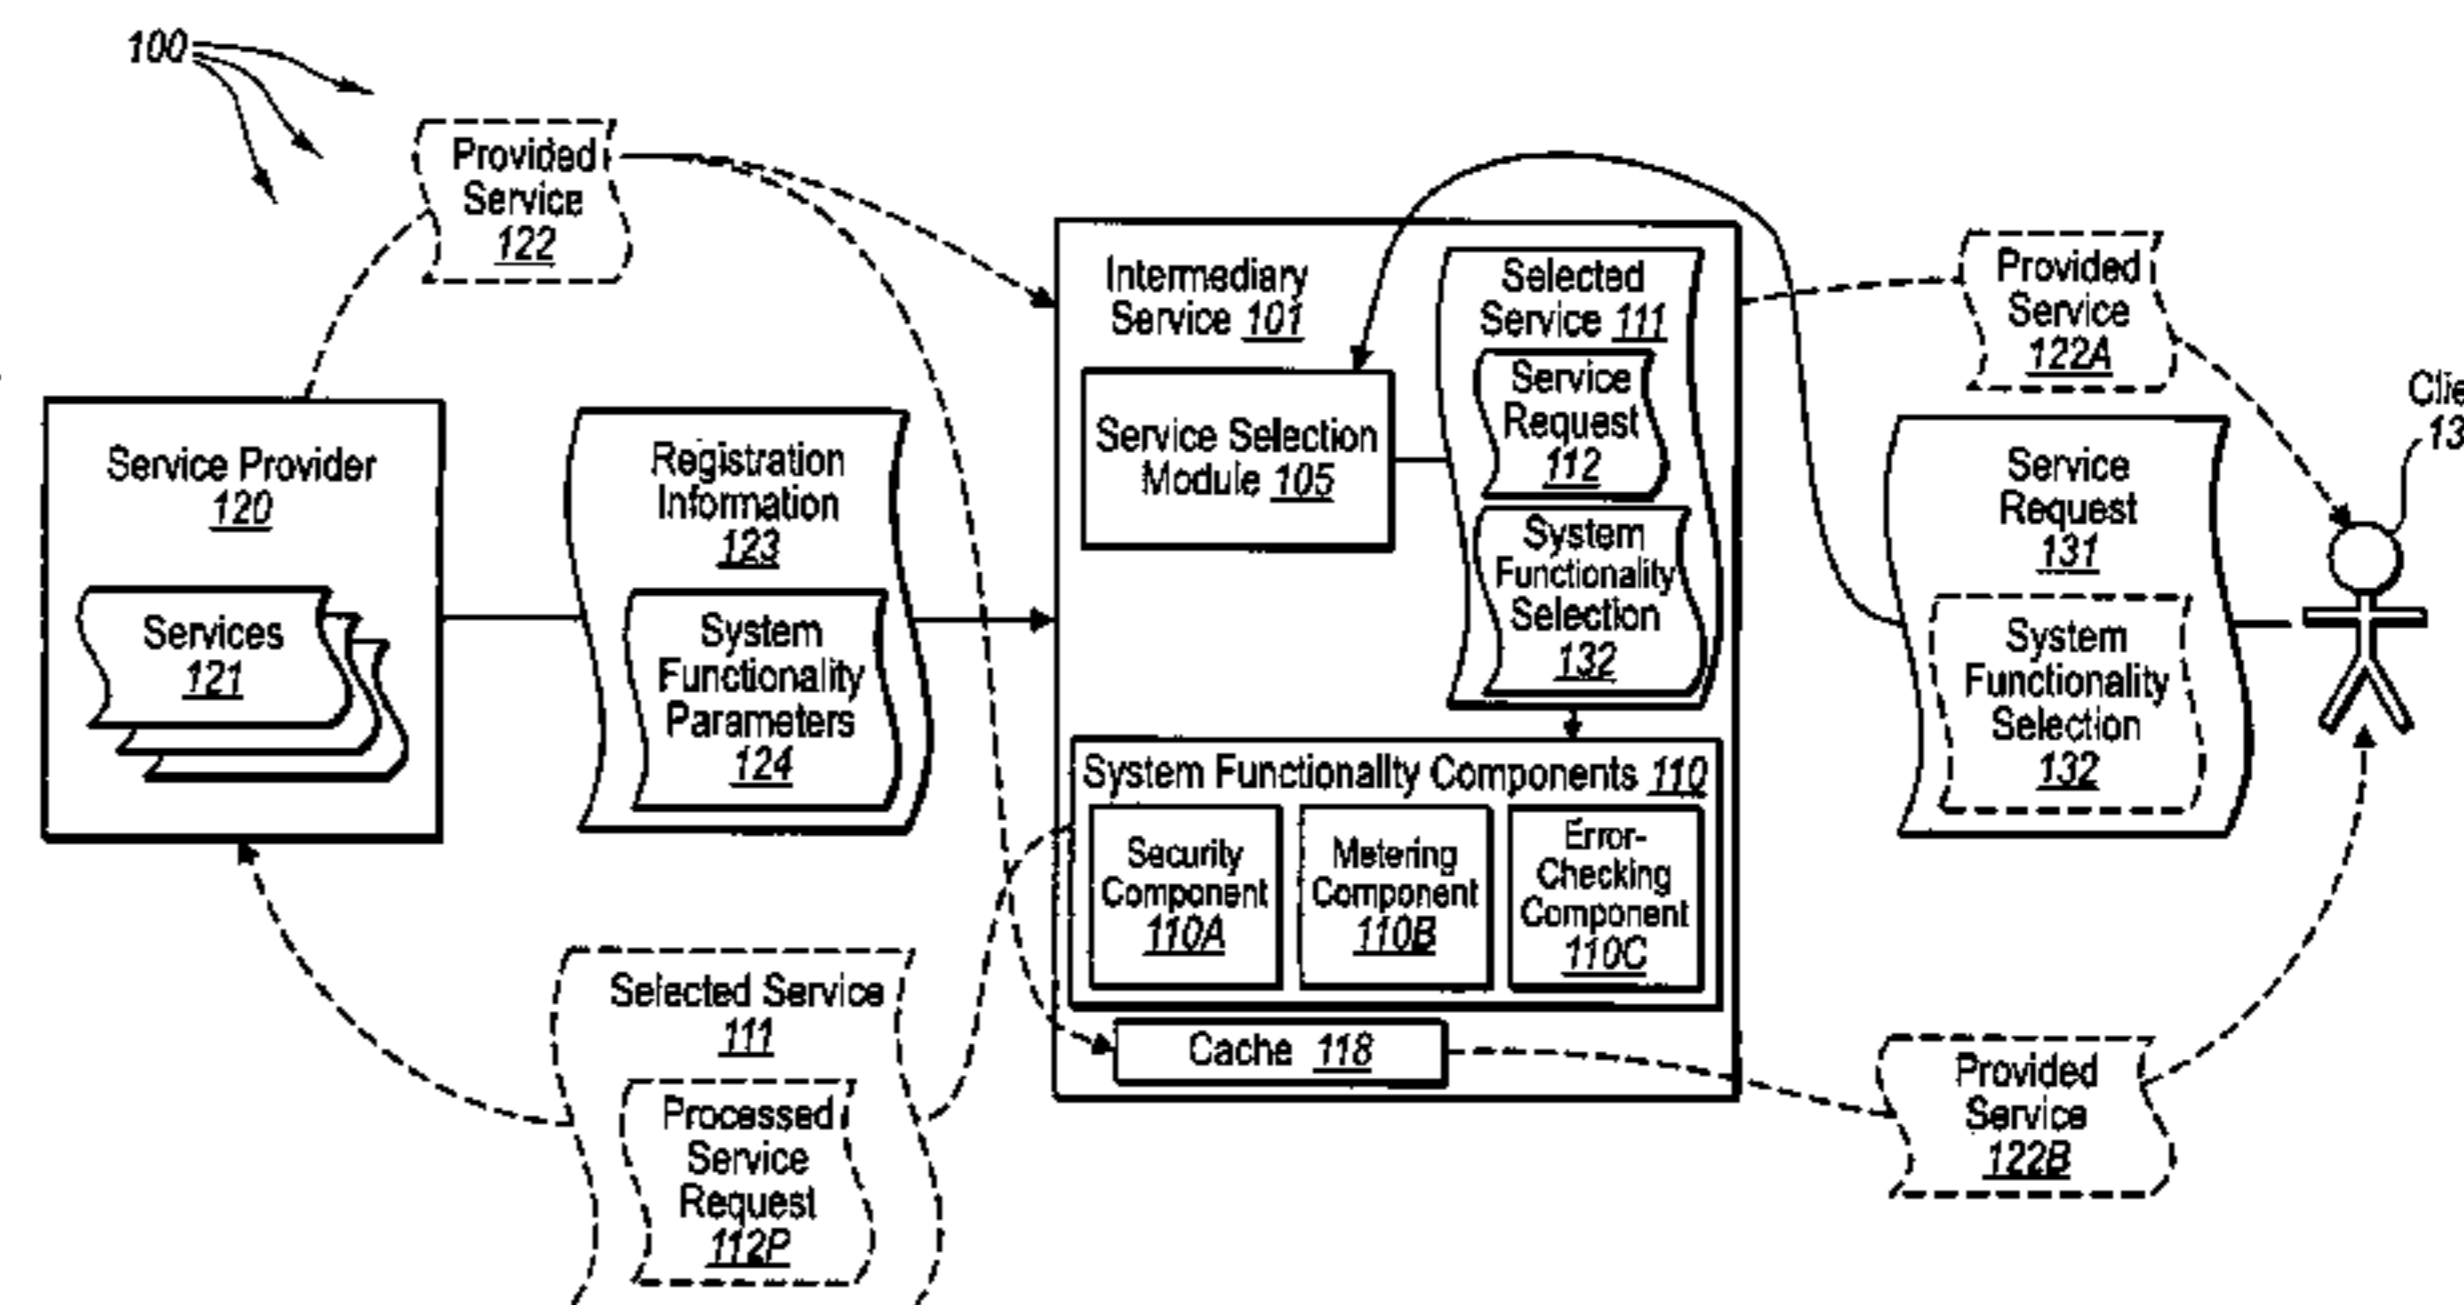 100
Provided
Service
122
Service Provider
120
Services
121
Registration
Information
123
System
Functionality
Parameters
124
Selected Service
111
Processed
Service
Request
112P
Intermediary
Service 101
Service Selection
Module 105
Selected
Service 111
Service
Request
112
System
Functionality
Selection
132
System Functionality Components 110
Security
Component
110A
Metering
Component
110B
Error-
Checking
Component
110C
Cache 118
Provided
Service
122A
Service
Request
131
System
Functionality
Selection
132
Provided
Service
122B
Clie
13